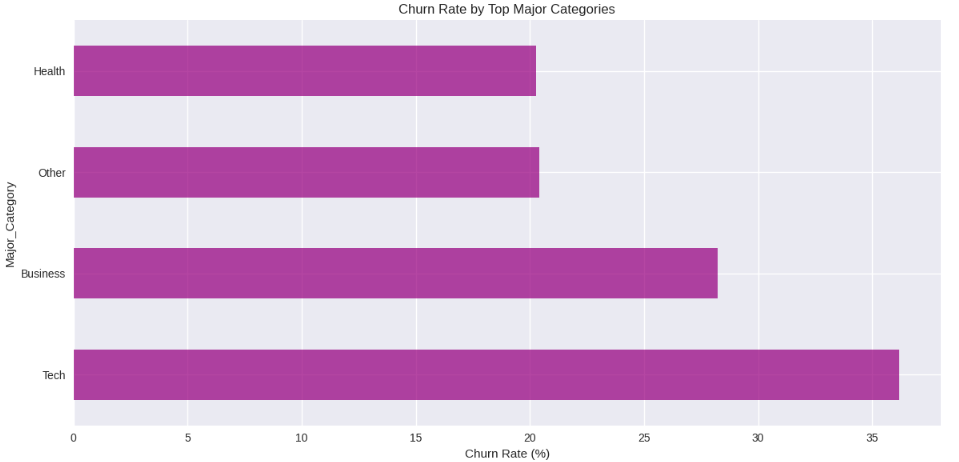 Churn Rate by Top Major Categories
Major_Category
Health
Other
Business
Tech
0 5 10 15 20 25 30 35
Churn Rate (%)